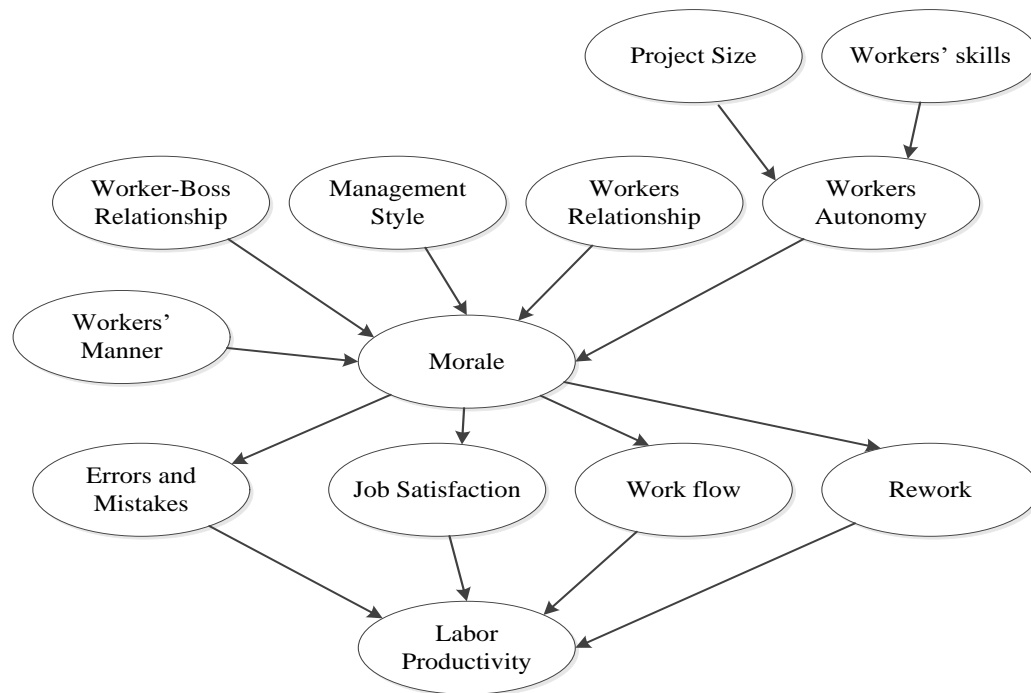 Project Size
Workers’ skills
Worker-Boss
Relationship
Management
Style
Workers
Relationship
Workers
Autonomy
Workers’
Manner
Morale
Errors and
Mistakes
Job Satisfaction
Work flow
Rework
Labor
Productivity